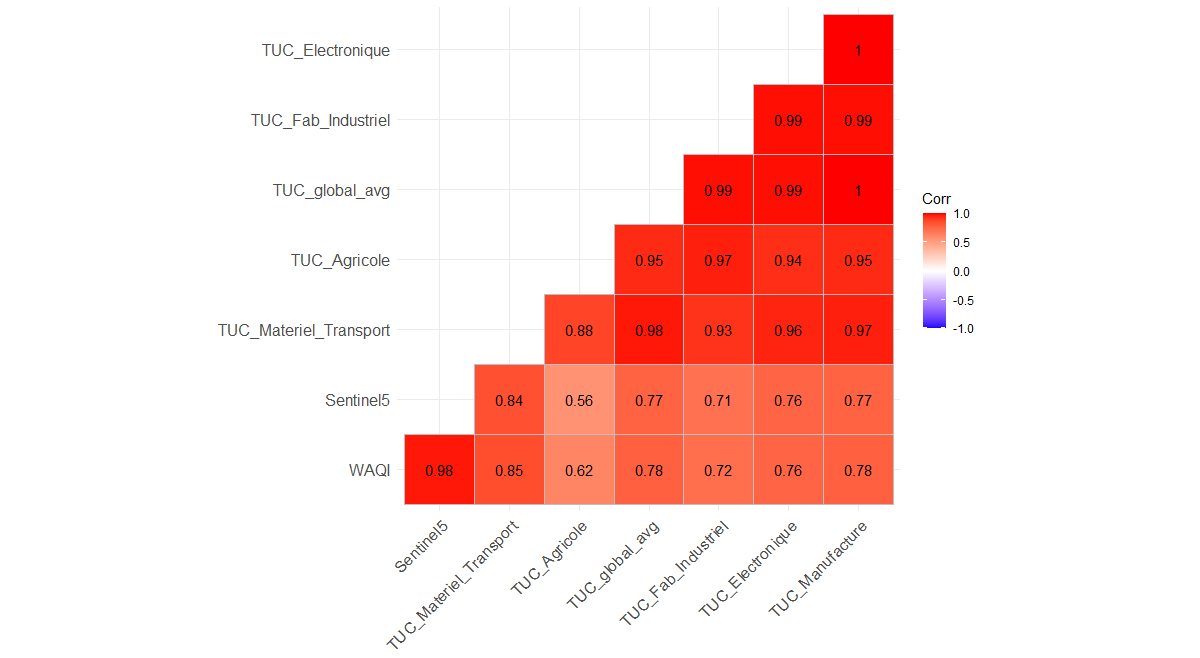 TUC_Electronique
1
TUC_Fab_Industriel
0.99 0.99
TUC_global_avg
0.99 0.99 1
TUC_Agricole
0.95 0.97 0.94 0.95
TUC_Materiel_Transport
0.88 0.98 0.93 0.96 0.97
Sentinel5
0.84 0.56 0.77 0.71 0.76 0.77
WAQI
0.98 0.85 0.62 0.78 0.72 0.76 0.78
Sentinel5
TUC_Materiel_Transport
TUC_Agricole
TUC_global_avg
TUC_Fab_Industriel
TUC_Electronique
TUC_Manufacture
Corr
1.0
0.5
0.0
-0.5
-1.0